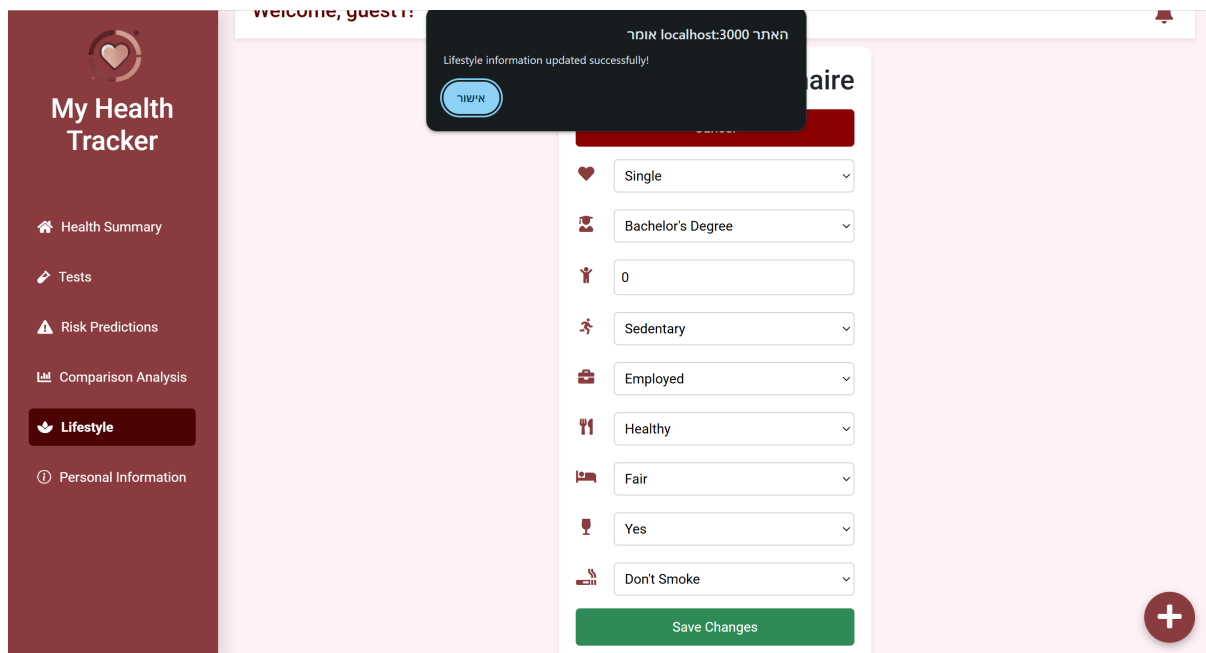 Welcome, guest1!
האתר localhost:3000 אומר
Lifestyle information updated successfully!
אישור
My Health
Tracker
Health Summary
Tests
Risk Predictions
Comparison Analysis
Lifestyle
Personal Information
aire
Cancel
Single
Bachelor's Degree
0
Sedentary
Employed
Healthy
Fair
Yes
Don't Smoke
Save Changes